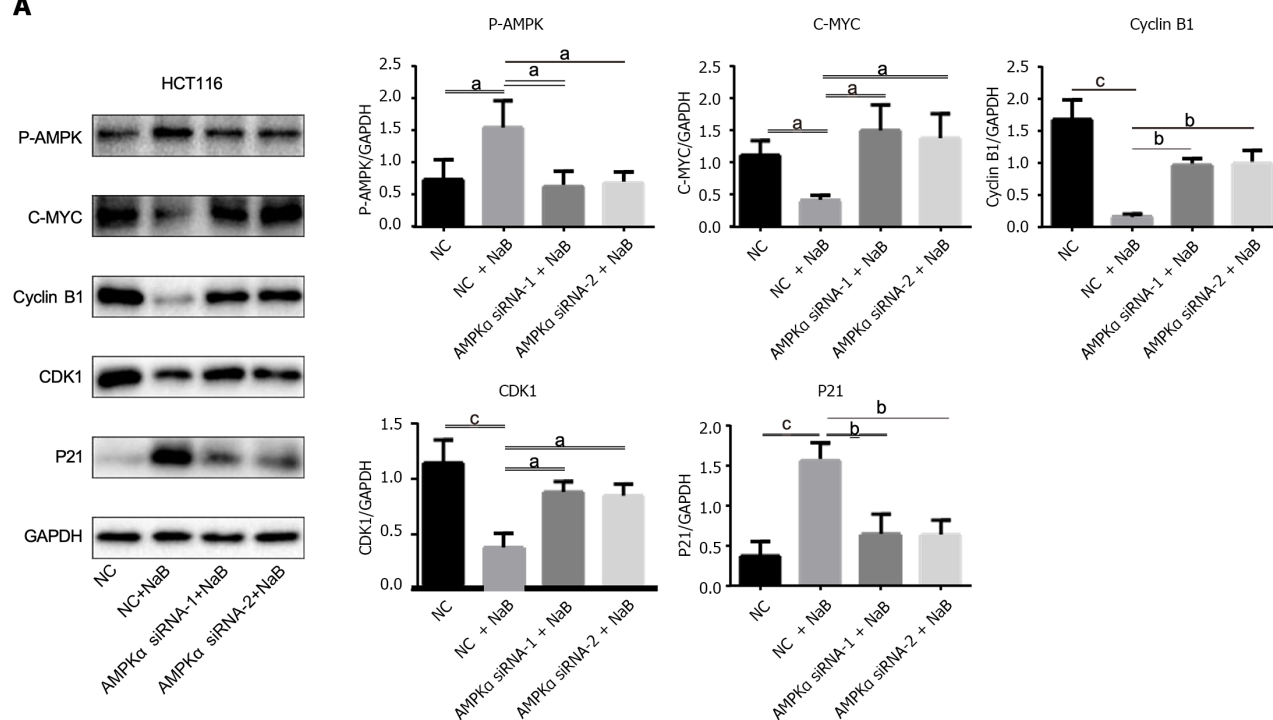 A
HCT116
P-AMPK
C-MYC
Cyclin B1
CDK1
P21
GAPDH
NC
NC+NaB
AMPKα siRNA-1+NaB
AMPKα siRNA-2+NaB
P-AMPK
P-AMPK/GAPDH
2.5
2.0
1.5
1.0
0.5
0.0
a
a
a
NC
NC + NaB
AMPKα siRNA-1 + NaB
AMPKα siRNA-2 + NaB
C-MYC
C-MYC/GAPDH
2.5
2.0
1.5
1.0
0.5
0.0
a
a
a
NC
NC + NaB
AMPKα siRNA-1 + NaB
AMPKα siRNA-2 + NaB
Cyclin B1
Cyclin B1/GAPDH
2.5
2.0
1.5
1.0
0.5
0.0
c
b
b
NC
NC + NaB
AMPKα siRNA-1 + NaB
AMPKα siRNA-2 + NaB
CDK1
CDK1/GAPDH
1.5
1.0
0.5
0.0
c
a
a
NC
NC + NaB
AMPKα siRNA-1 + NaB
AMPKα siRNA-2 + NaB
P21
P21/GAPDH
2.0
1.5
1.0
0.5
0.0
b
c
b
NC
NC + NaB
AMPKα siRNA-1 + NaB
AMPKα siRNA-2 + NaB